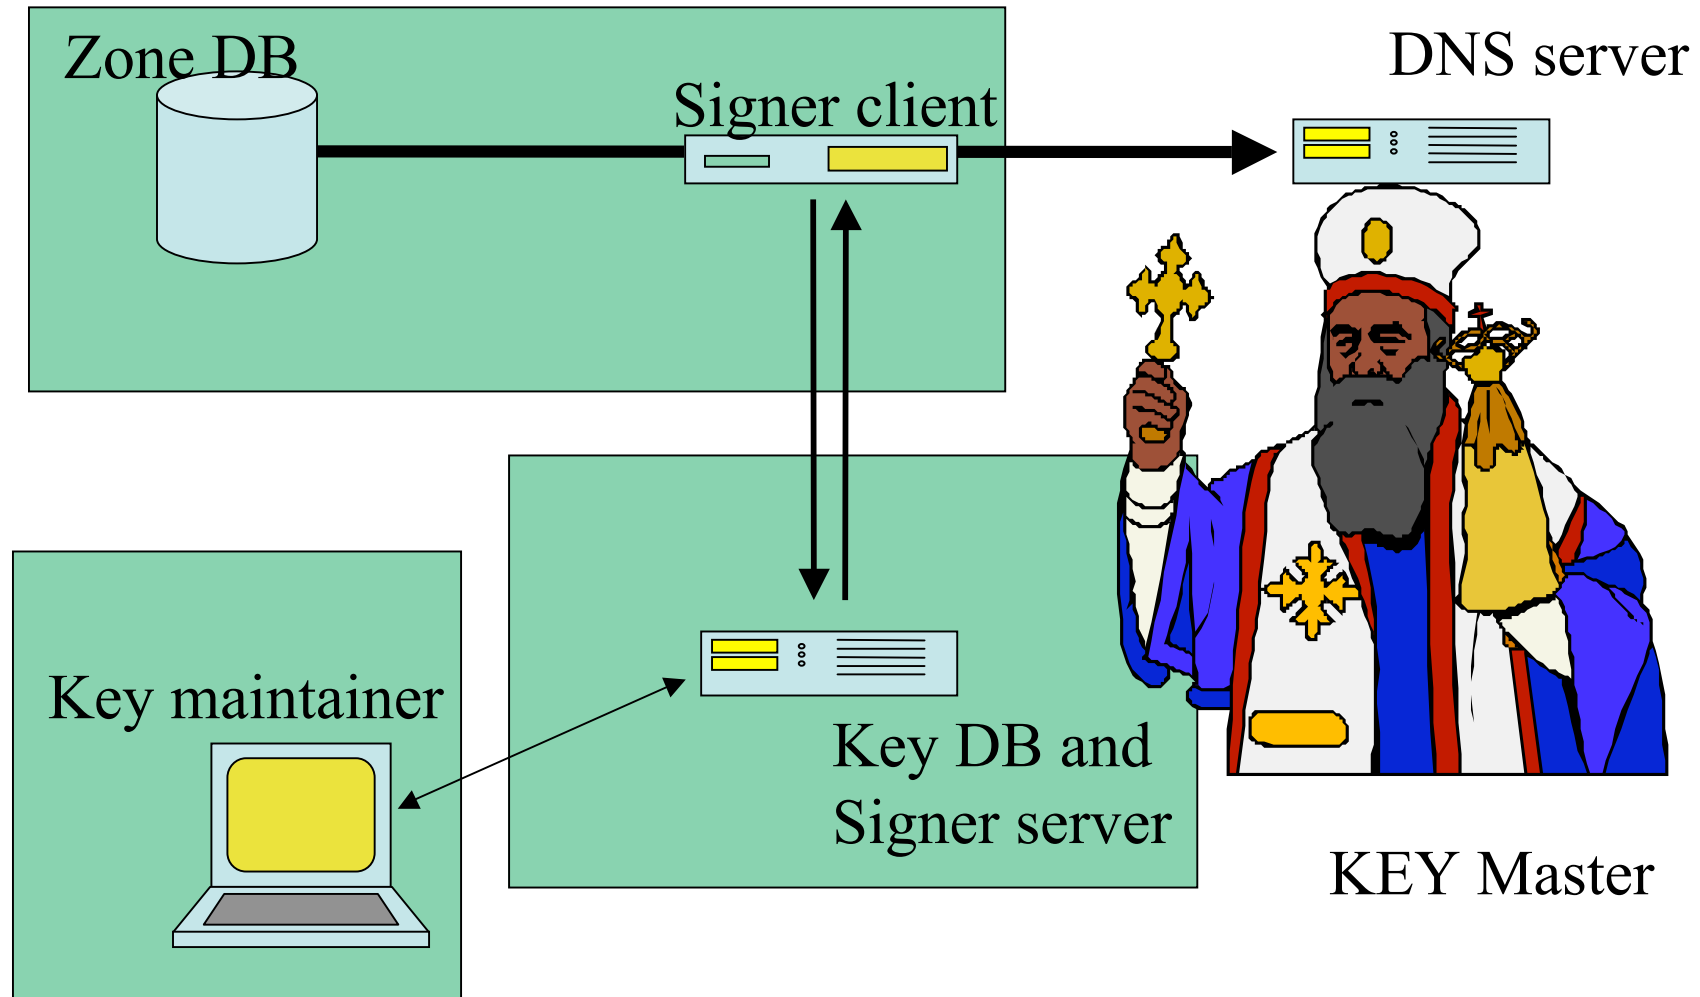 Zone DB
Signer client
DNS server
Key maintainer
Key DB and
Signer server
KEY Master